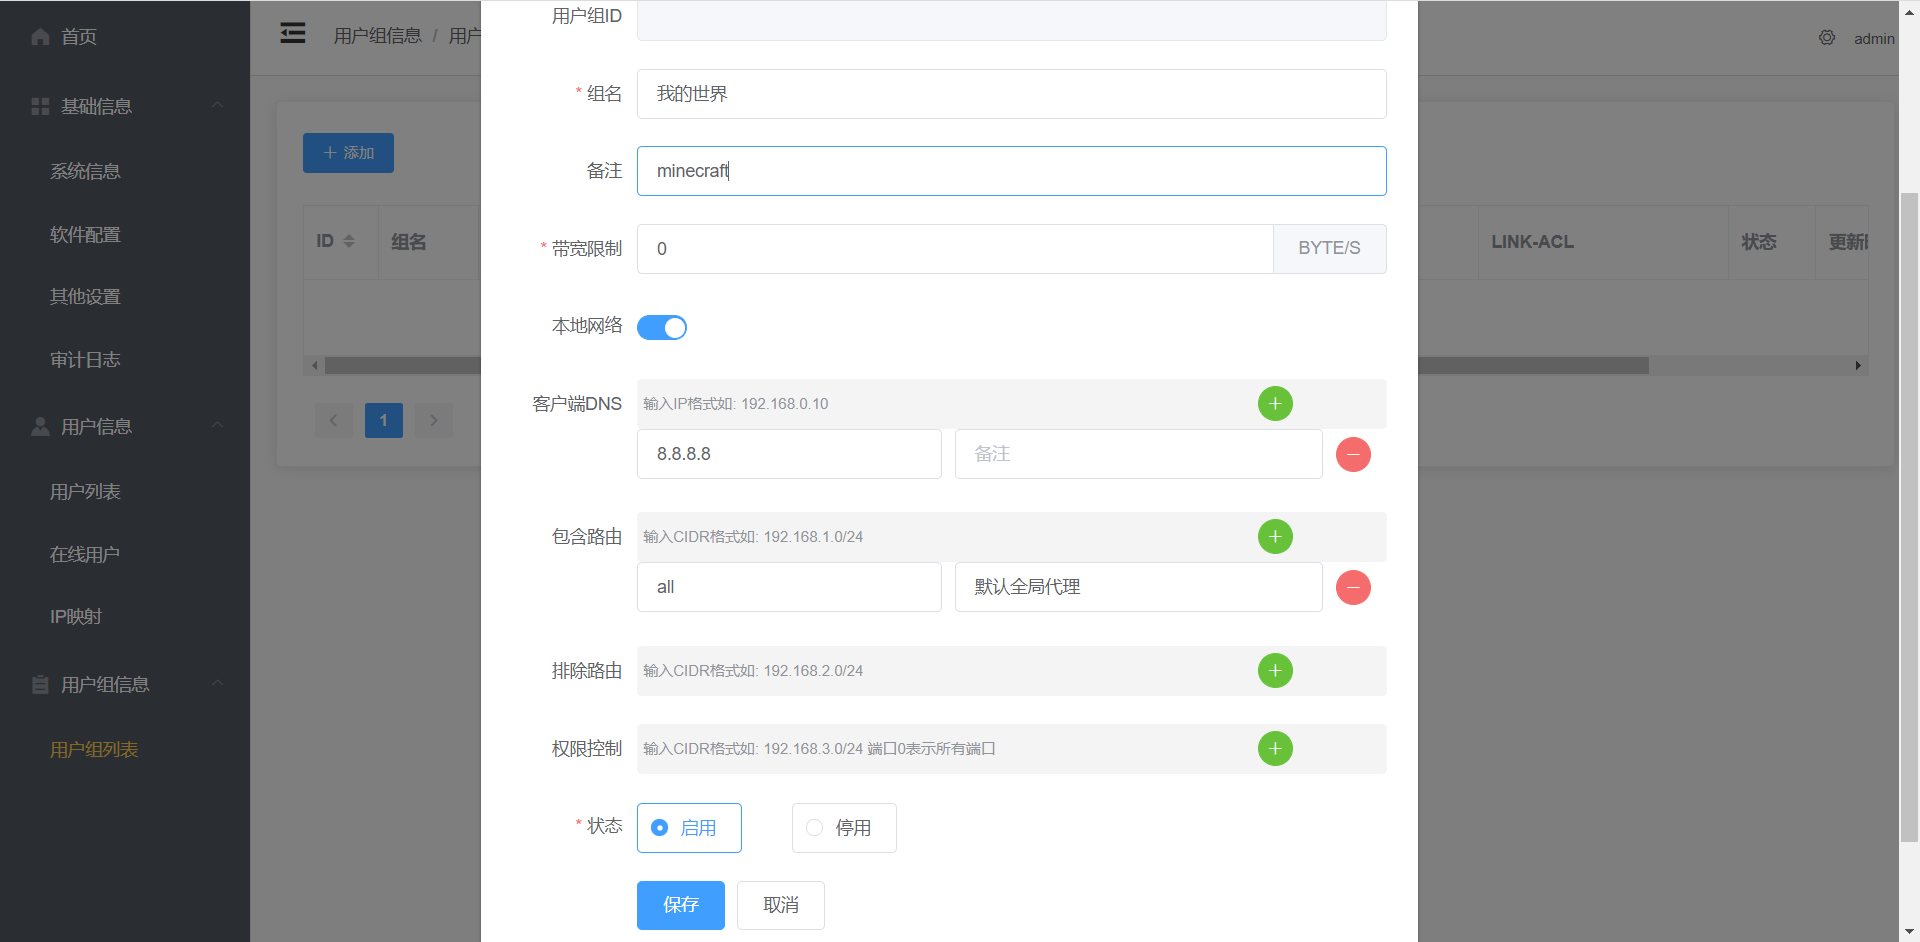 首页
基础信息
系统信息
软件配置
其他设置
审计日志
用户信息
用户列表
在线用户
IP映射
用户组信息
用户组列表
用户组信息 / 用户
admin
添加
ID 组名
LINK-ACL 状态
1
用户组ID
* 组名 我的世界
备注 minecraft
* 带宽限制 0 BYTE/S
本地网络
客户端DNS 输入IP格式如: 192.168.0.10
8.8.8.8 备注
包含路由 输入CIDR格式如: 192.168.1.0/24
all 默认全局代理
排除路由 输入CIDR格式如: 192.168.2.0/24
权限控制 输入CIDR格式如: 192.168.3.0/24 端口0表示所有端口
* 状态 启用 停用
保存 取消